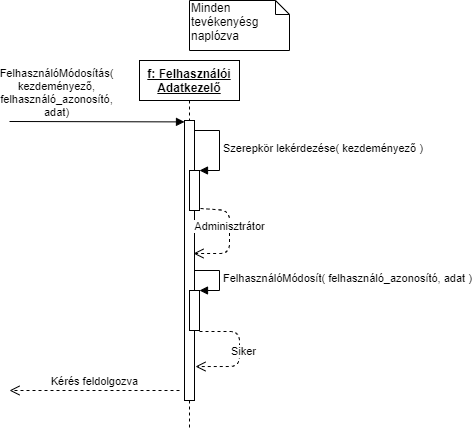 Minden
tevékenyésg
naplózva
FelhasználóMódosítás(
kezdeményező,
felhasználó_azonosító,
adat)
f: Felhasználói
Adatkezelő
Szerepkör lekérdezése( kezdeményező )
Adminisztrátor
FelhasználóMódosít( felhasználó_azonosító, adat )
Siker
Kérés feldolgozva